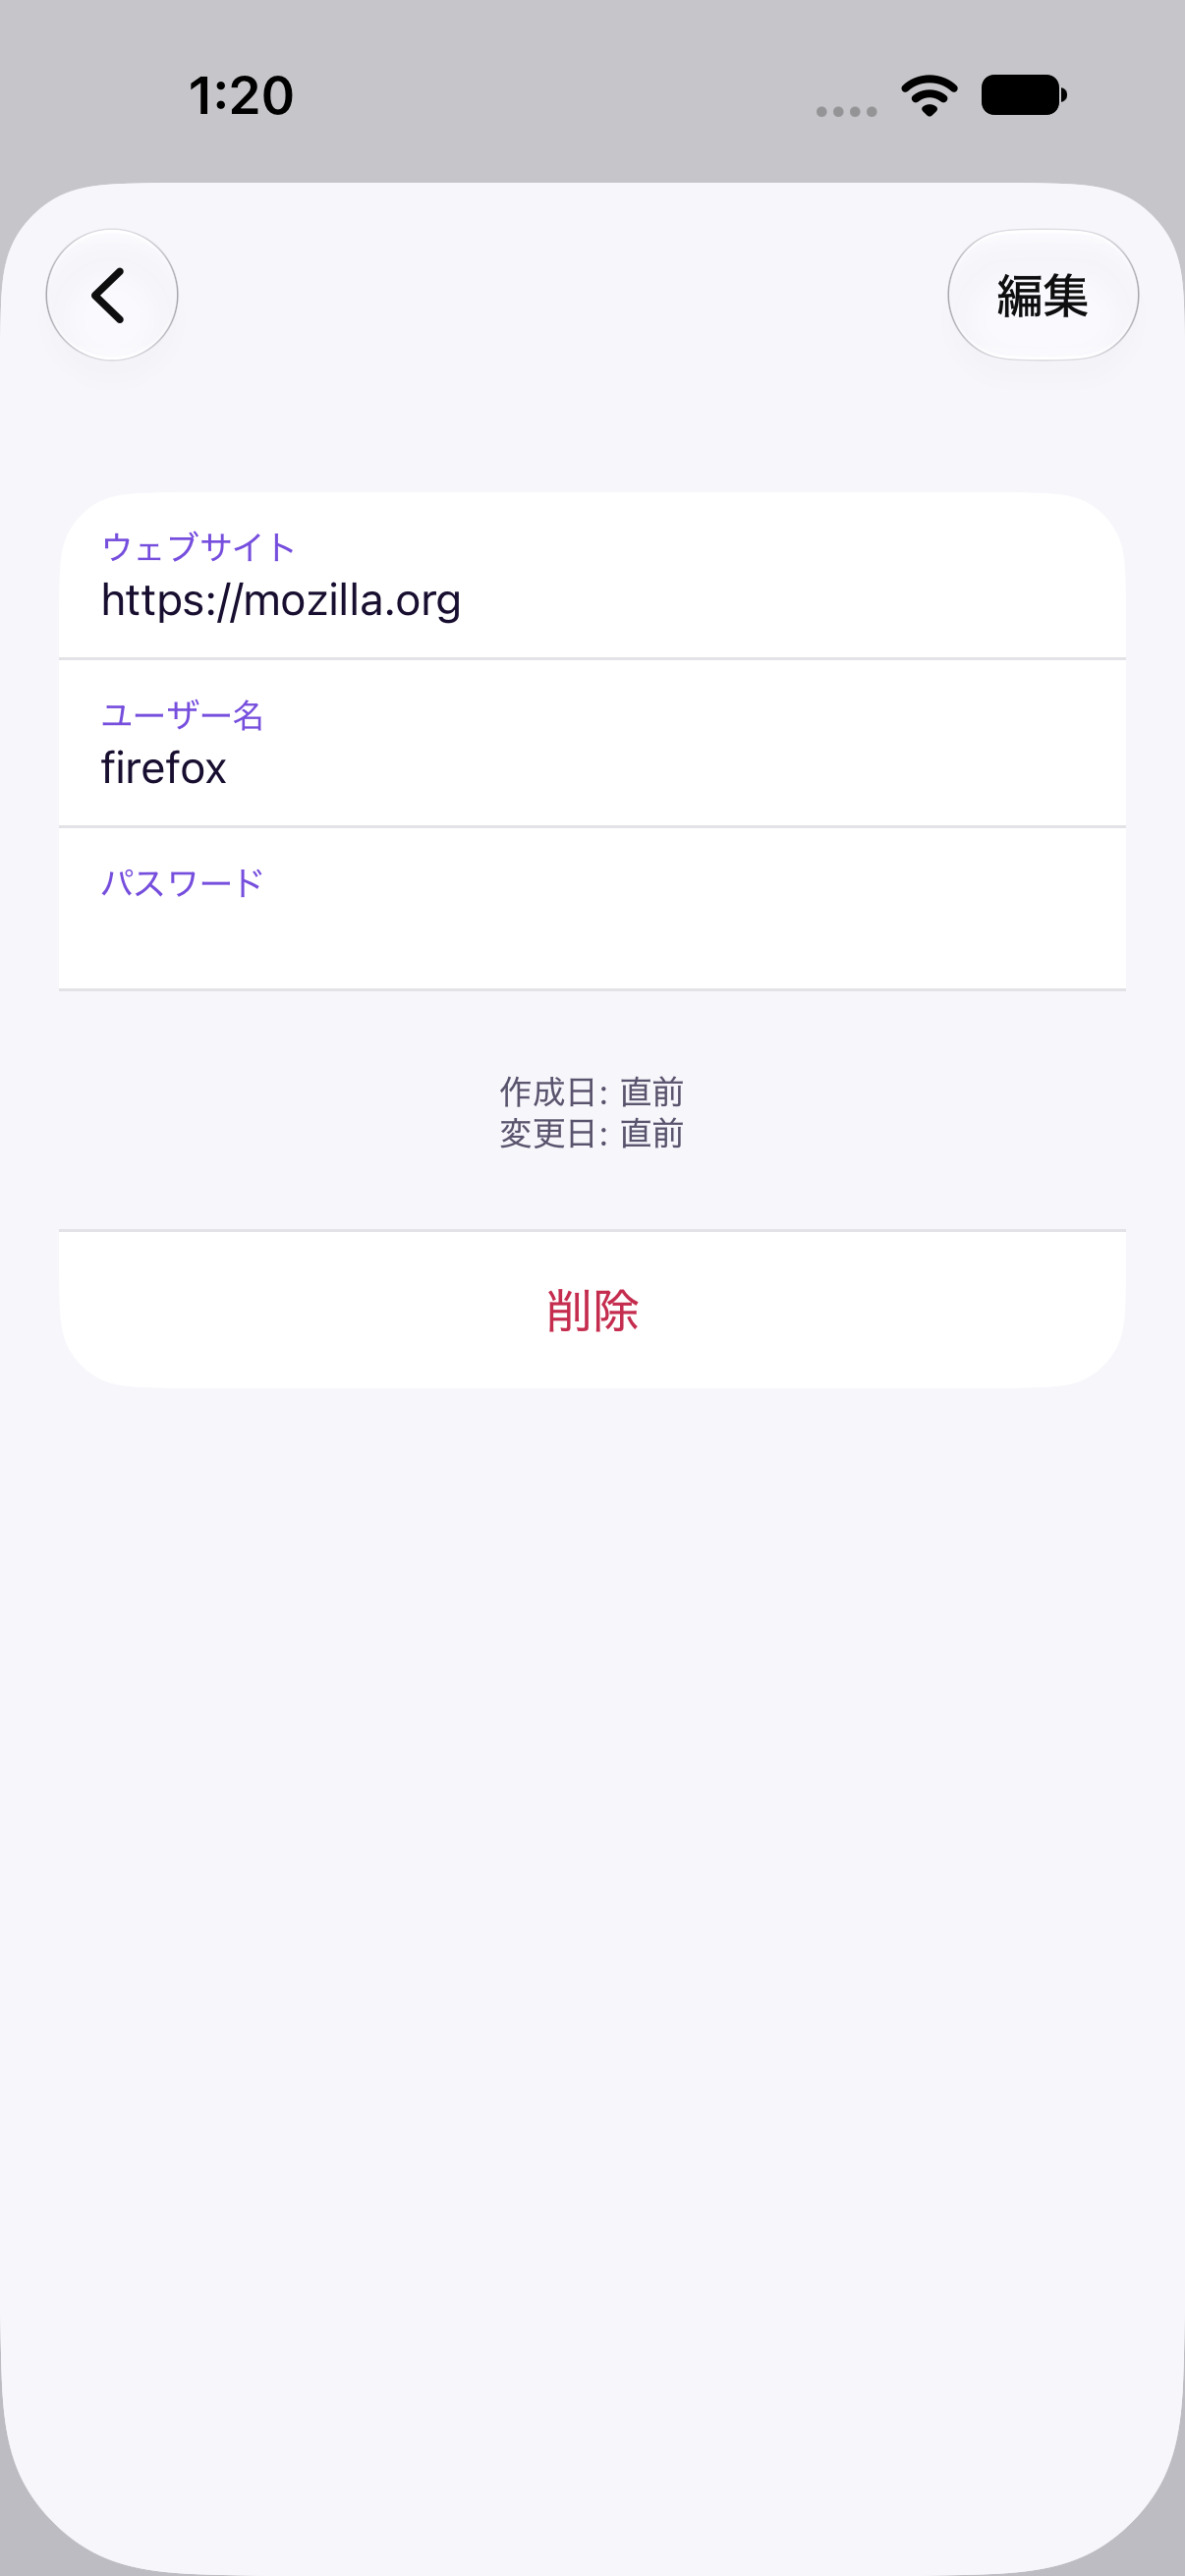 1:20
編集
ウェブサイト
https://mozilla.org
ユーザー名
firefox
パスワード
作成日: 直前
変更日: 直前
削除